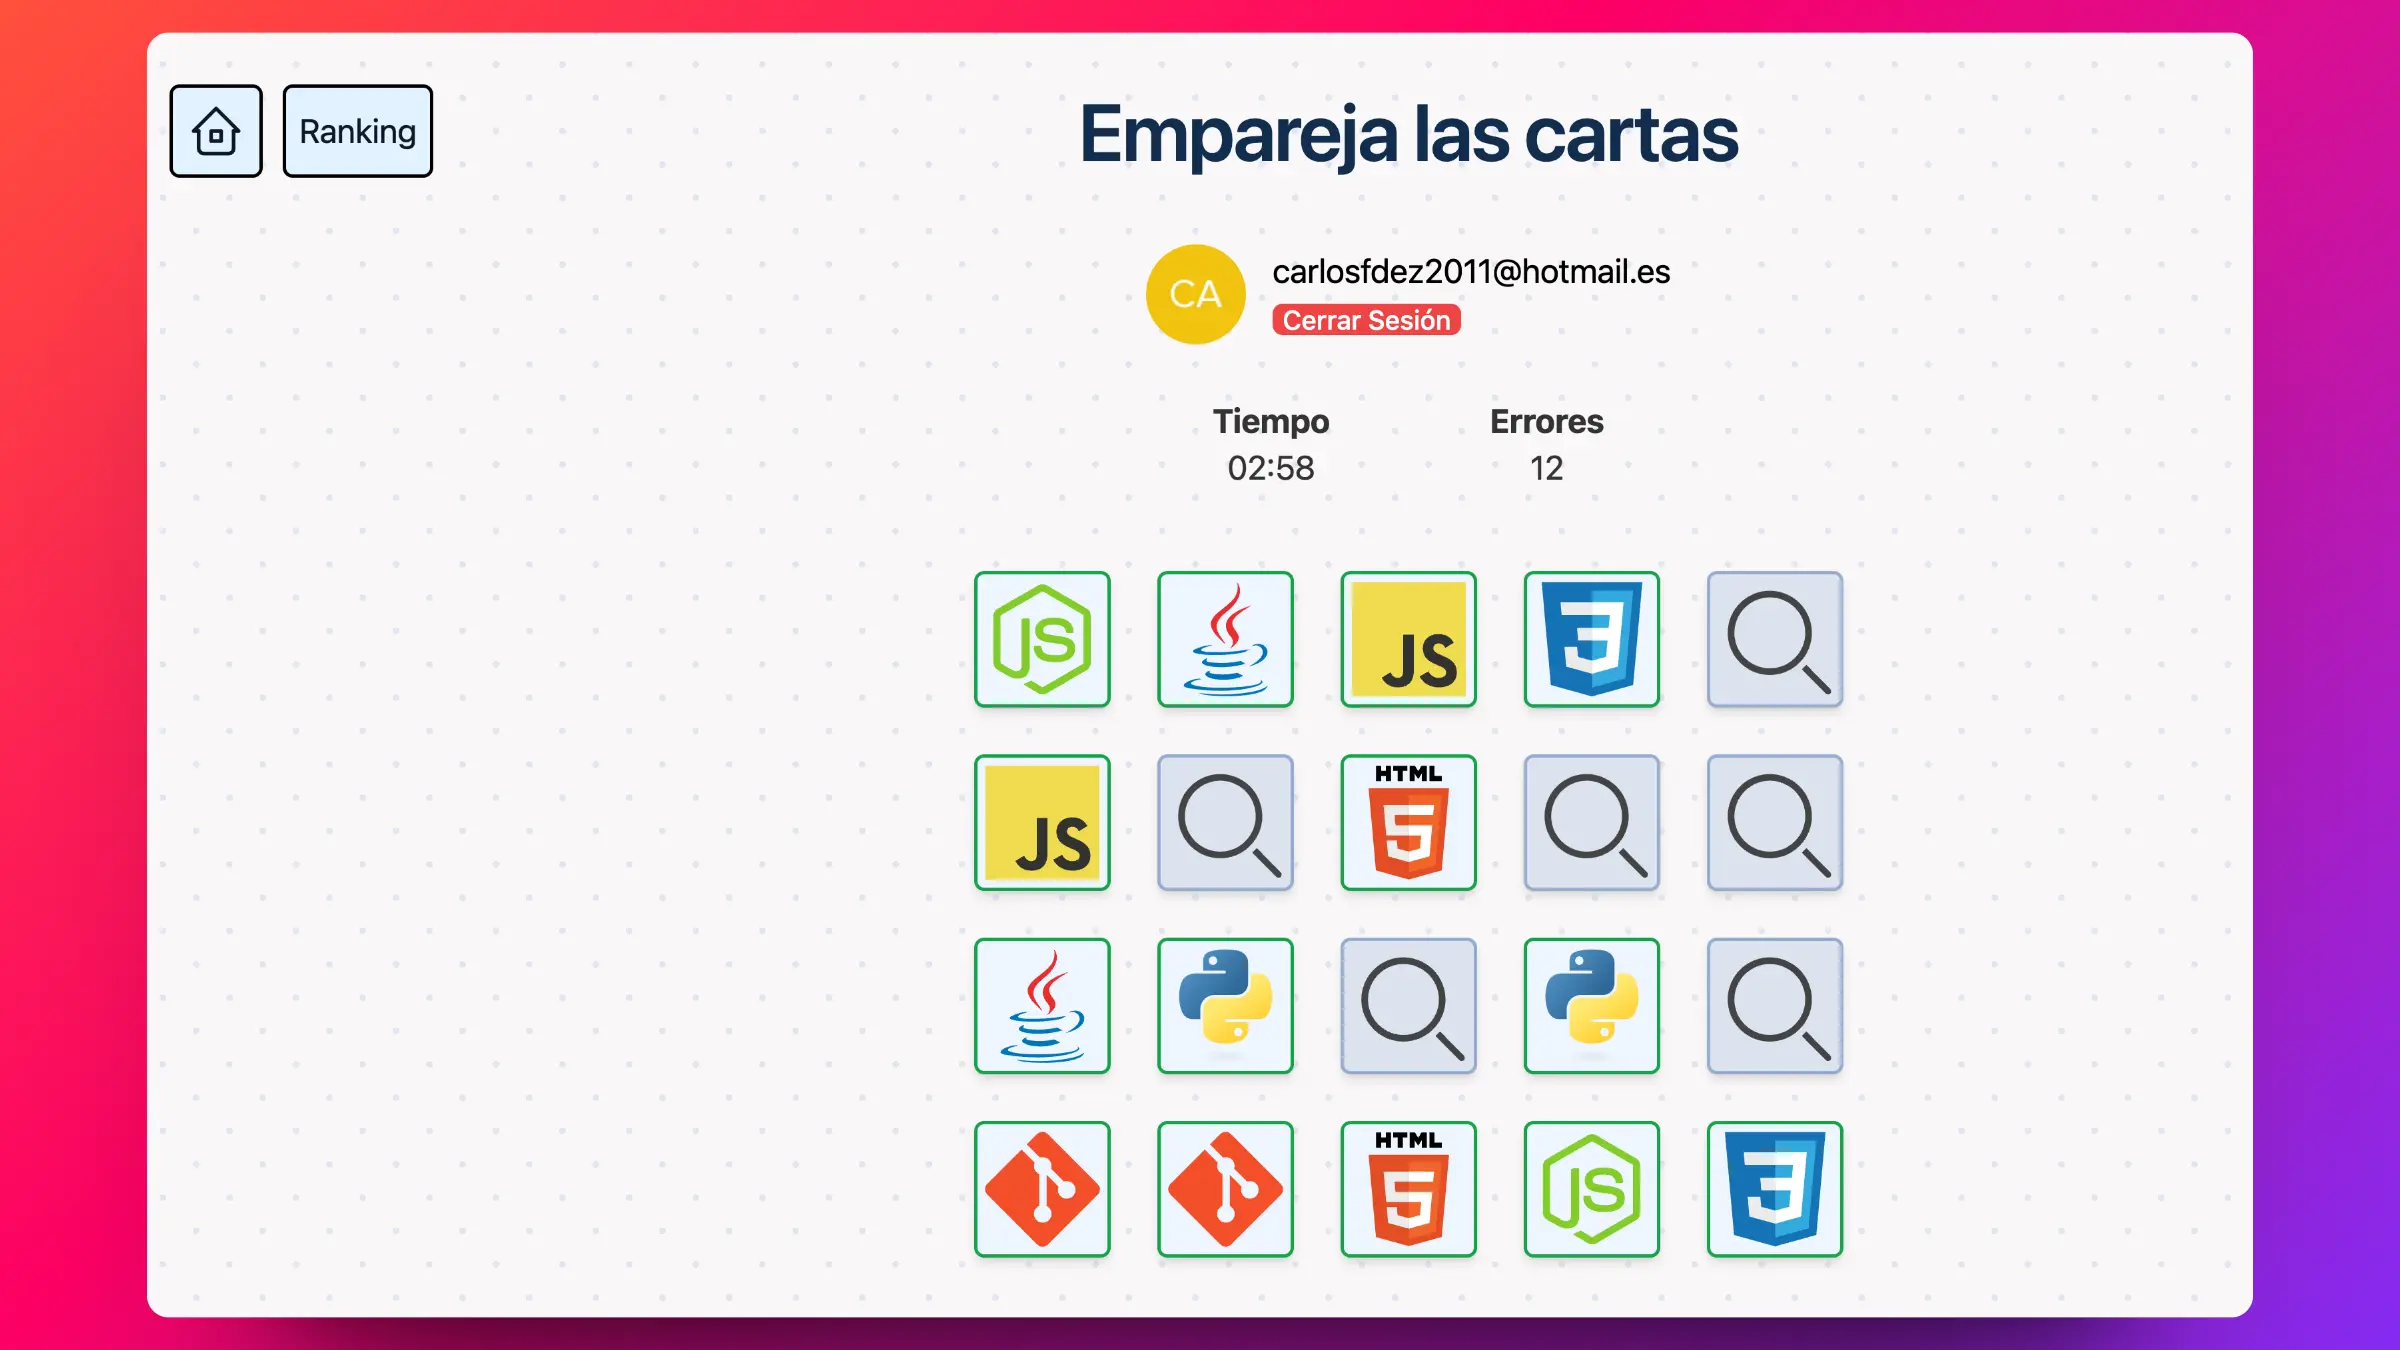 Ranking
Empareja las cartas
CA
carlosfdez2011@hotmail.es
Cerrar Sesión
Tiempo
Errores
02:58
12
JS
JS
3
JS
HTML
5
HTML
5
JS
3